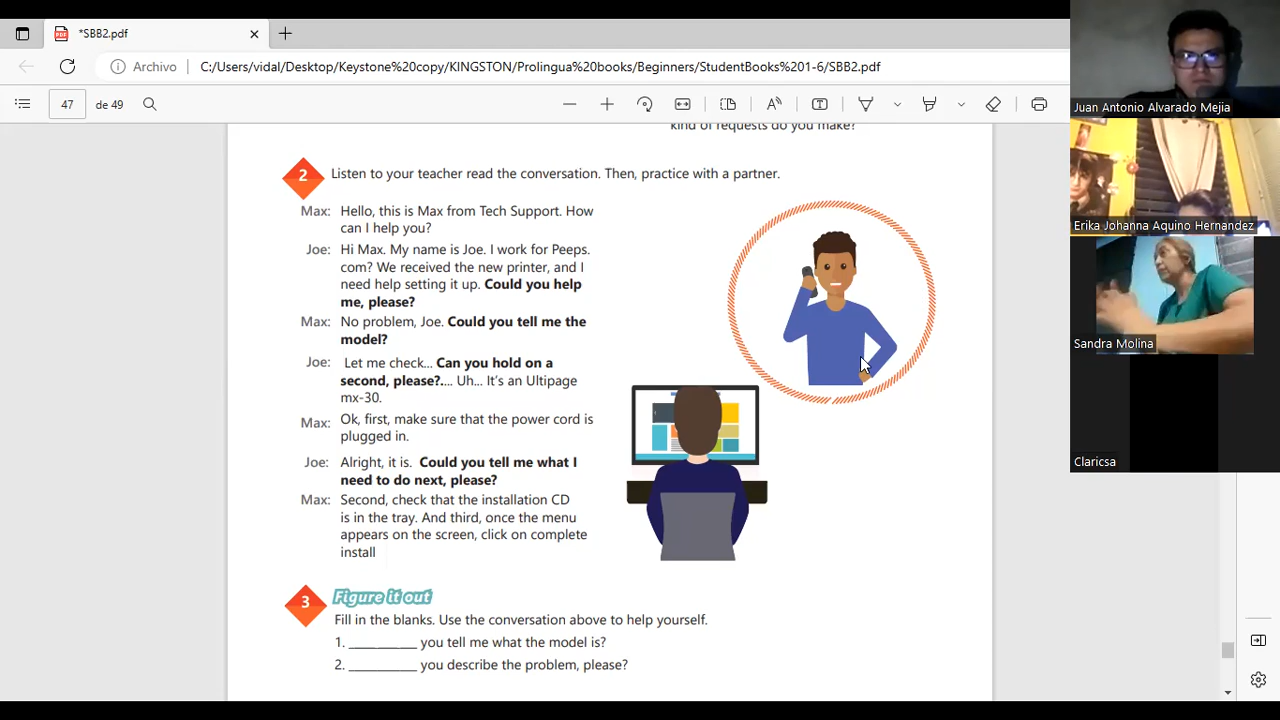 *SBB2.pdf
Archivo
C:/Users/vidal/Desktop/Keystone%20copy/KINGSTON/Prolingua%20books/Beginners/StudentBooks%201-6/SBB2.pdf
47 de 49
kind of requests do you make?
2 Listen to your teacher read the conversation. Then, practice with a partner.
Max: Hello, this is Max from Tech Support. How
can I help you?
Joe: Hi Max. My name is Joe. I work for Peeps.
com? We received the new printer, and I
need help setting it up. Could you help
me, please?
Max: No problem, Joe. Could you tell me the
model?
Joe: Let me check... Can you hold on a
second, please?.... Uh... It's an Ultipage
mx-30.
Max: Ok, first, make sure that the power cord is
plugged in.
Joe: Alright, it is. Could you tell me what I
need to do next, please?
Max: Second, check that the installation CD
is in the tray. And third, once the menu
appears on the screen, click on complete
install
3 Figure it out
Fill in the blanks. Use the conversation above to help yourself.
1. __________ you tell me what the model is?
2. __________ you describe the problem, please?
Juan Antonio Alvarado Mejia
Erika Johanna Aquino Hernandez
Sandra Molina
Claricsa